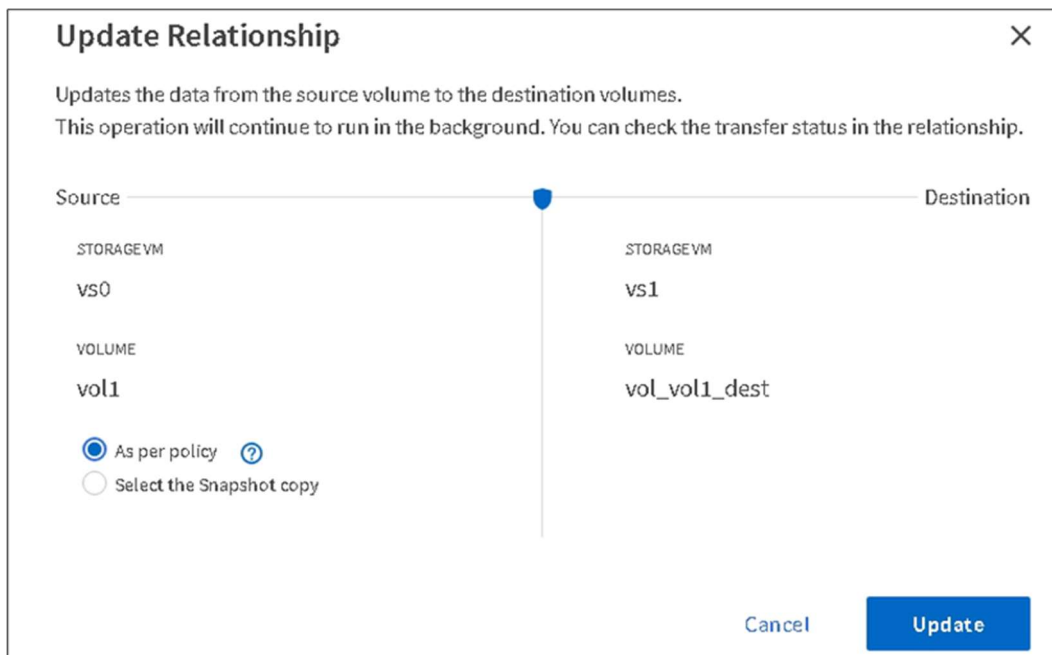 Update Relationship
Updates the data from the source volume to the destination volumes.
This operation will continue to run in the background. You can check the transfer status in the relationship.
Source
Destination
STORAGE VM
vs0
STORAGE VM
vs1
VOLUME
vol1
VOLUME
vol_vol1_dest
As per policy ?
Select the Snapshot copy
Cancel
Update